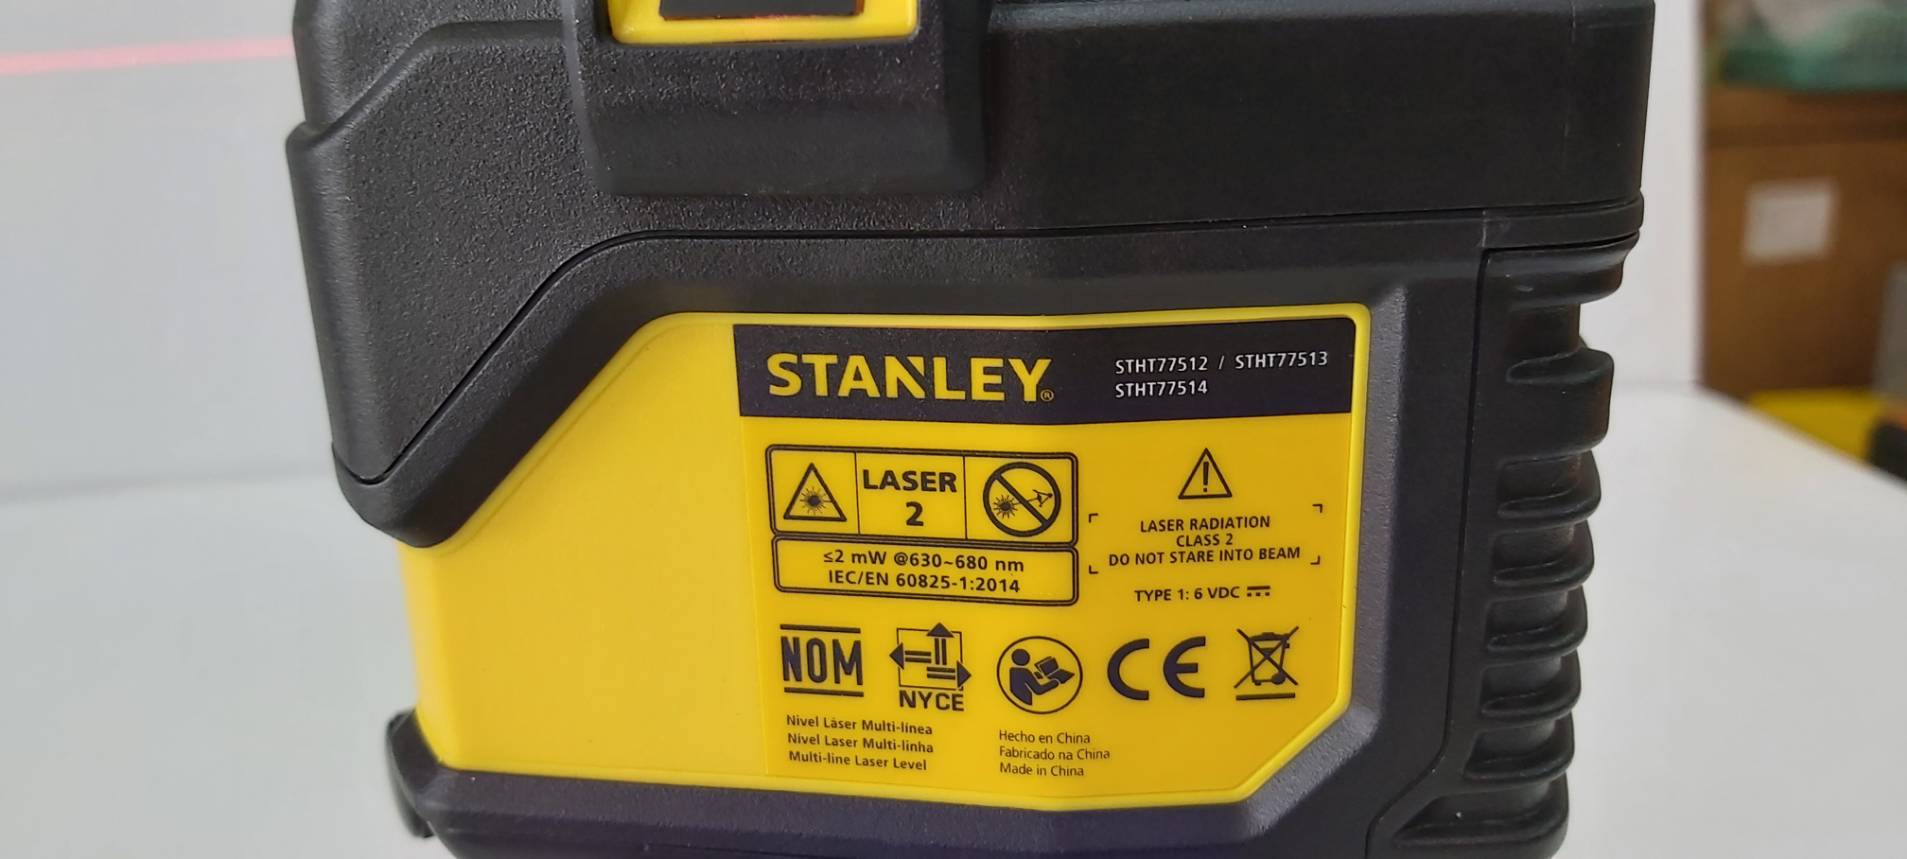 STANLEY®
STHT77512 / STHT77513
STHT77514
LASER
2
≤2 mW @630~680 nm
IEC/EN 60825-1:2014
LASER RADIATION
CLASS 2
DO NOT STARE INTO BEAM
TYPE 1: 6 VDC
NOM
NYCE
CE
Nivel Láser Multi-línea
Nivel Laser Multi-linha
Multi-line Laser Level
Hecho en China
Fabricado na China
Made in China